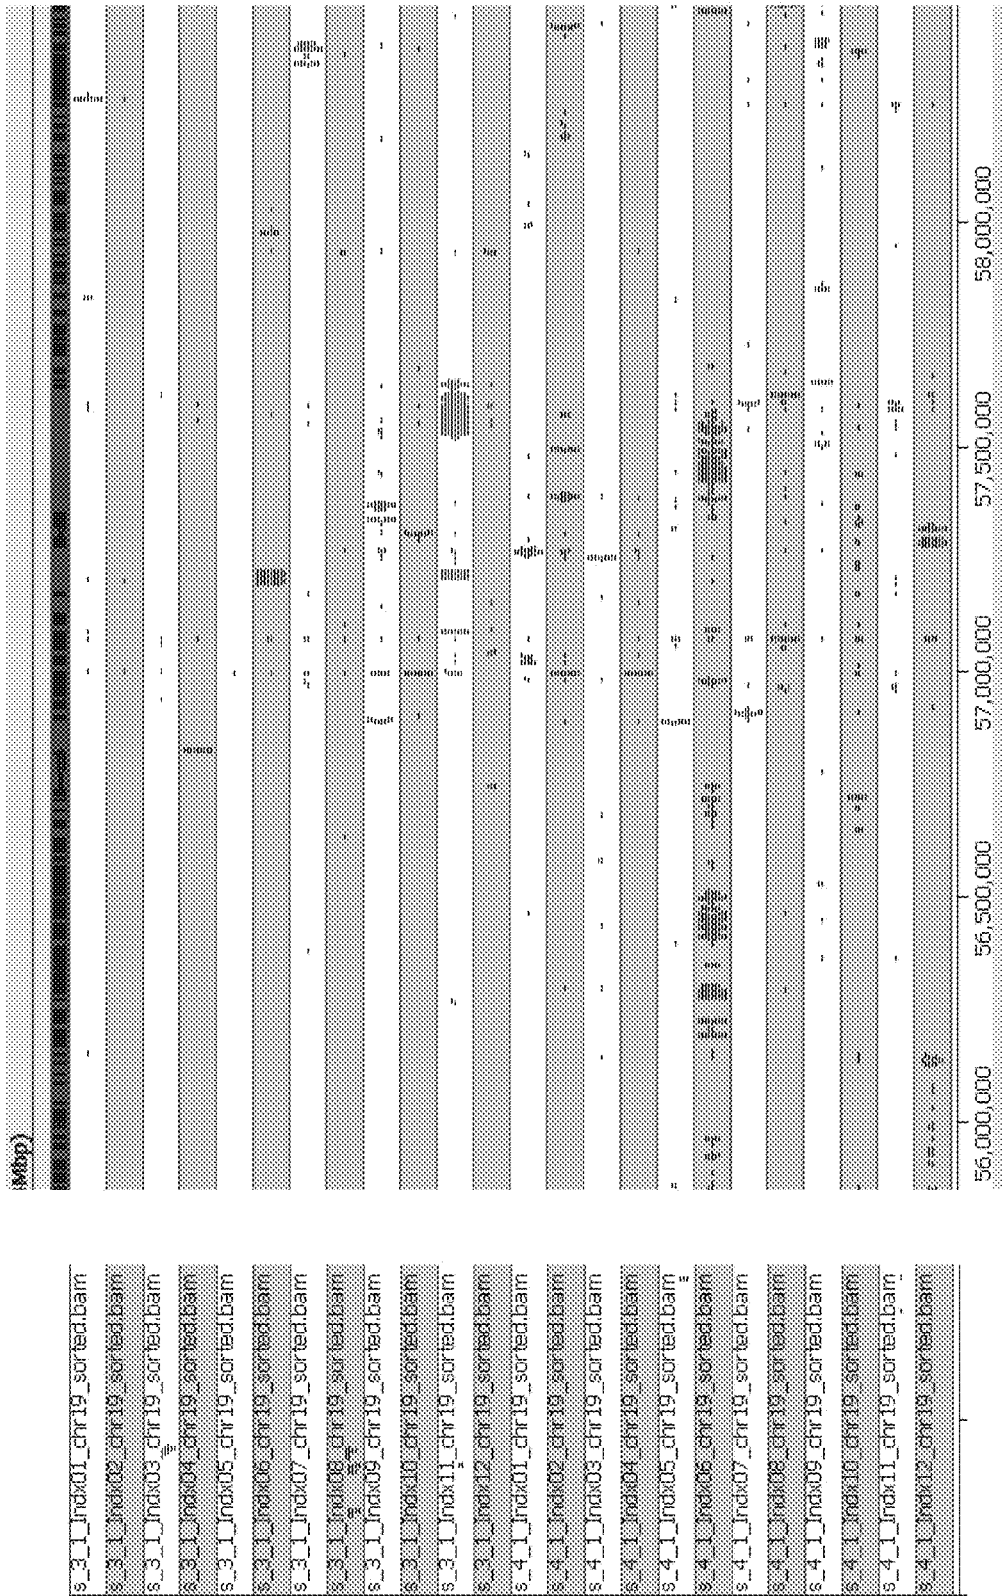 Mbp)
s_3_1_Indx01_chr19_sorted.bam
s_3_1_Indx02_chr19_sorted.bam
s_3_1_Indx03_chr19_sorted.bam
s_3_1_Indx04_chr19_sorted.bam
s_3_1_Indx05_chr19_sorted.bam
s_3_1_Indx06_chr19_sorted.bam
s_3_1_Indx07_chr19_sorted.bam
s_3_1_Indx08_chr19_sorted.bam
s_3_1_Indx09_chr19_sorted.bam
s_3_1_Indx10_chr19_sorted.bam
s_3_1_Indx11_chr19_sorted.bam
s_3_1_Indx12_chr19_sorted.bam
s_4_1_Indx01_chr19_sorted.bam
s_4_1_Indx02_chr19_sorted.bam
s_4_1_Indx03_chr19_sorted.bam
s_4_1_Indx04_chr19_sorted.bam
s_4_1_Indx05_chr19_sorted.bam
s_4_1_Indx06_chr19_sorted.bam
s_4_1_Indx07_chr19_sorted.bam
s_4_1_Indx08_chr19_sorted.bam
s_4_1_Indx09_chr19_sorted.bam
s_4_1_Indx10_chr19_sorted.bam
s_4_1_Indx11_chr19_sorted.bam
s_4_1_Indx12_chr19_sorted.bam
56,000,000 56,500,000 57,000,000 57,500,000 58,000,000